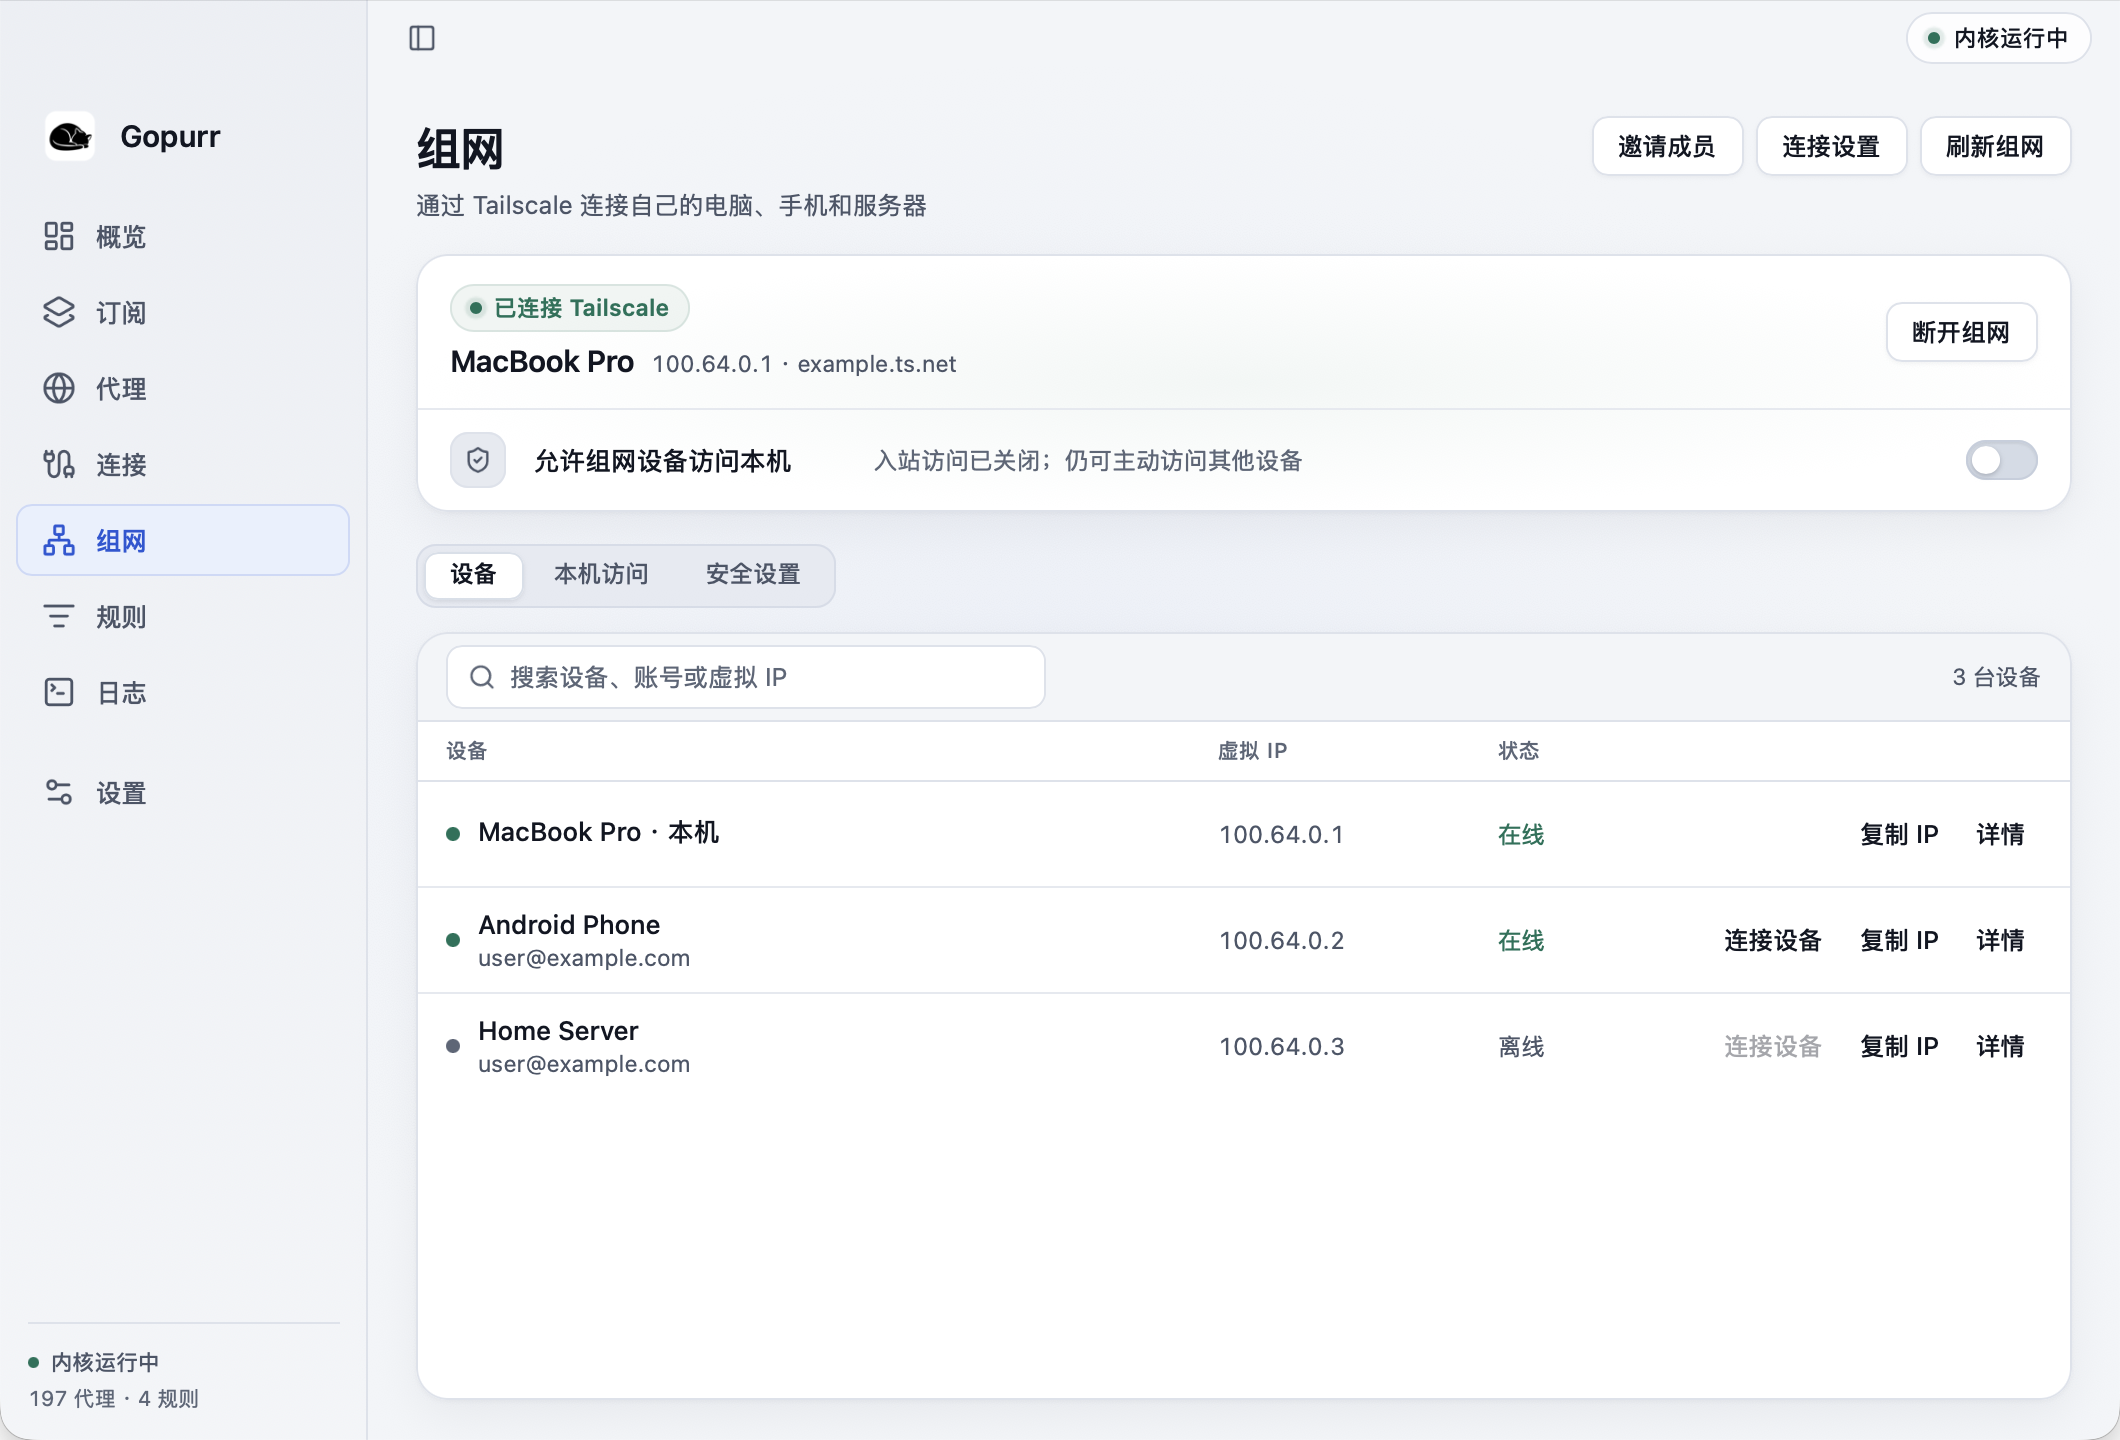 内核运行中
Gopurr
概览
订阅
代理
连接
组网
规则
日志
设置
内核运行中
197 代理 · 4 规则
组网
通过 Tailscale 连接自己的电脑、手机和服务器
邀请成员
连接设置
刷新组网
已连接 Tailscale
MacBook Pro 100.64.0.1 · example.ts.net
断开组网
允许组网设备访问本机 入站访问已关闭；仍可主动访问其他设备
设备 本机访问 安全设置
搜索设备、账号或虚拟 IP
3 台设备
设备 虚拟 IP 状态
MacBook Pro · 本机 100.64.0.1 在线 复制 IP 详情
Android Phone
user@example.com
100.64.0.2 在线 连接设备 复制 IP 详情
Home Server
user@example.com
100.64.0.3 离线 连接设备 复制 IP 详情